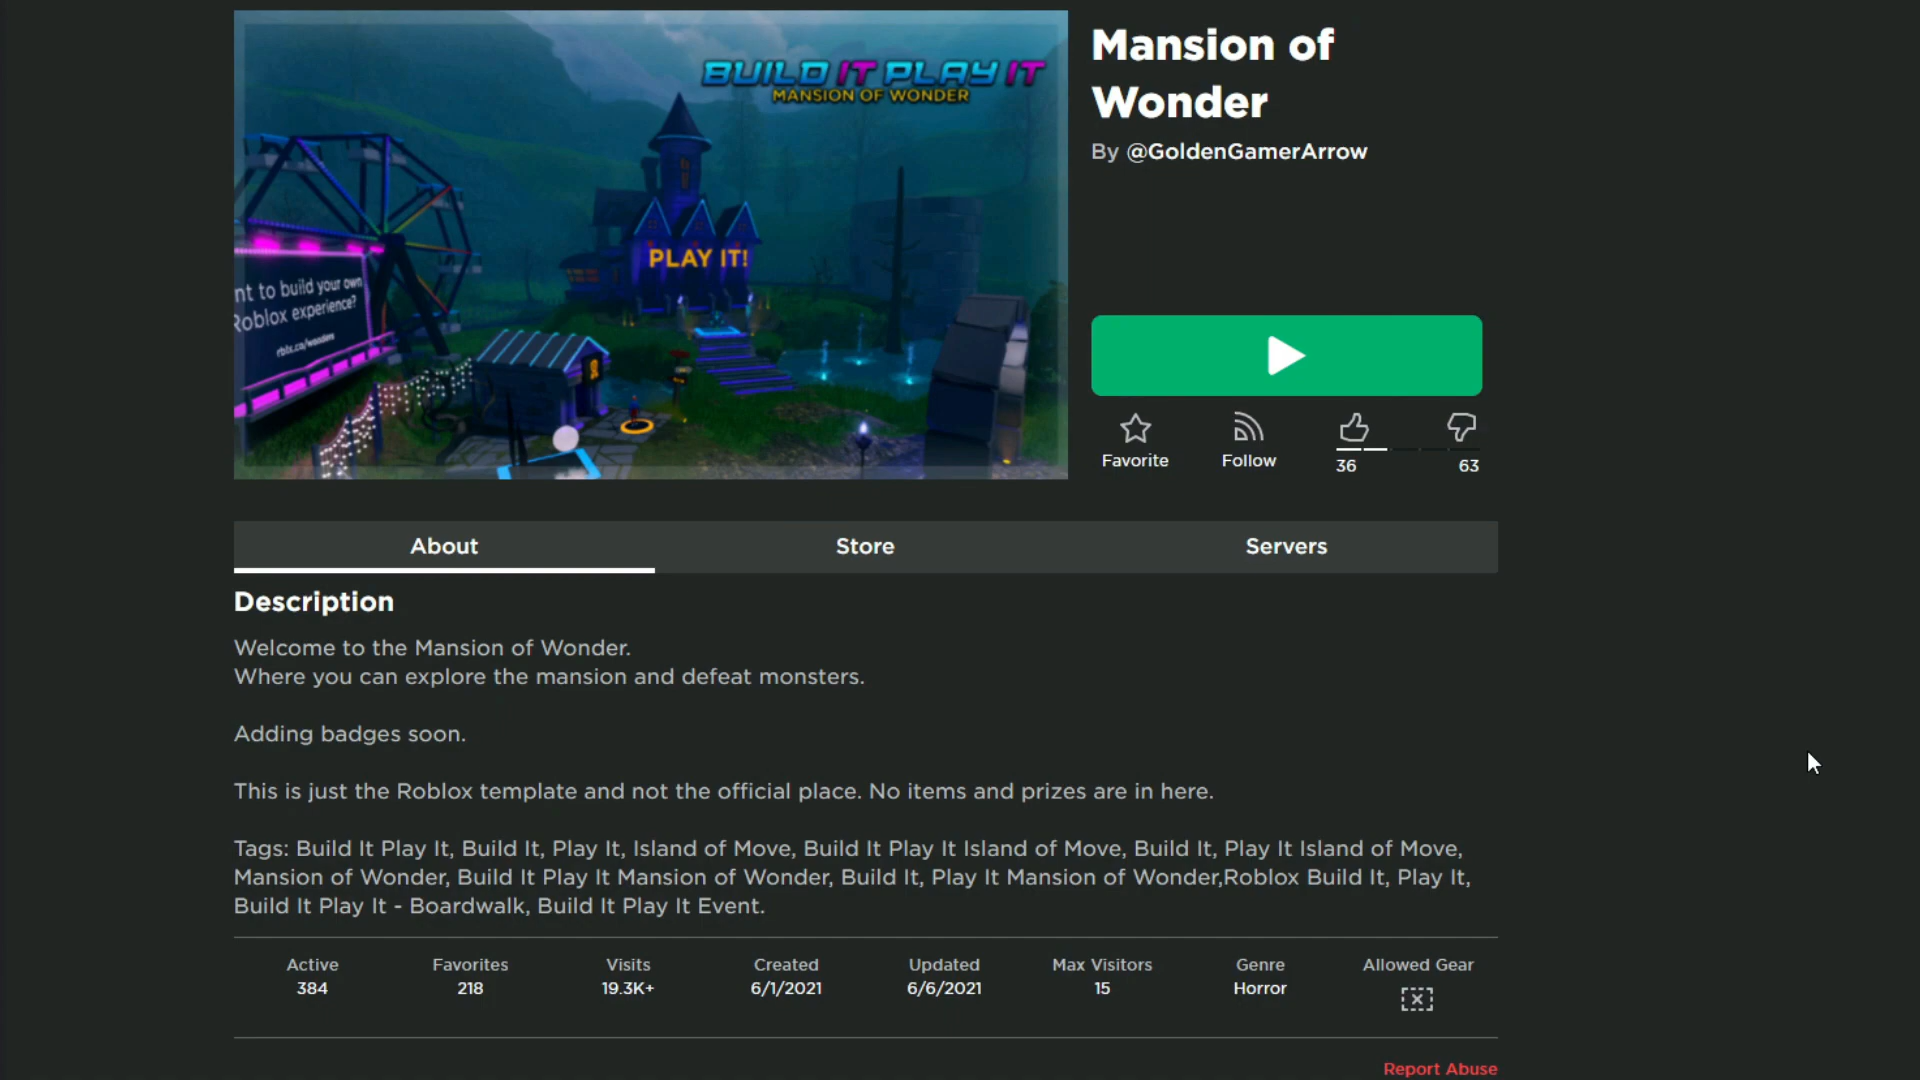 BUILD IT PLAY IT
MANSION OF WONDER
PLAY IT!
nt to build your own
Roblox experience?
rblx.co/wonders
Mansion of
Wonder
By @GoldenGamerArrow
Favorite
Follow
36
63
About
Store
Servers
Description
Welcome to the Mansion of Wonder.
Where you can explore the mansion and defeat monsters.
Adding badges soon.
This is just the Roblox template and not the official place. No items and prizes are in here.
Tags: Build It Play It, Build It, Play It, Island of Move, Build It Play It Island of Move, Build It, Play It Island of Move,
Mansion of Wonder, Build It Play It Mansion of Wonder, Build It, Play It Mansion of Wonder,Roblox Build It, Play It,
Build It Play It - Boardwalk, Build It Play It Event.
Active
Favorites
Visits
Created
Updated
Max Visitors
Genre
Allowed Gear
384
218
19.3K+
6/1/2021
6/6/2021
15
Horror
Report Abuse